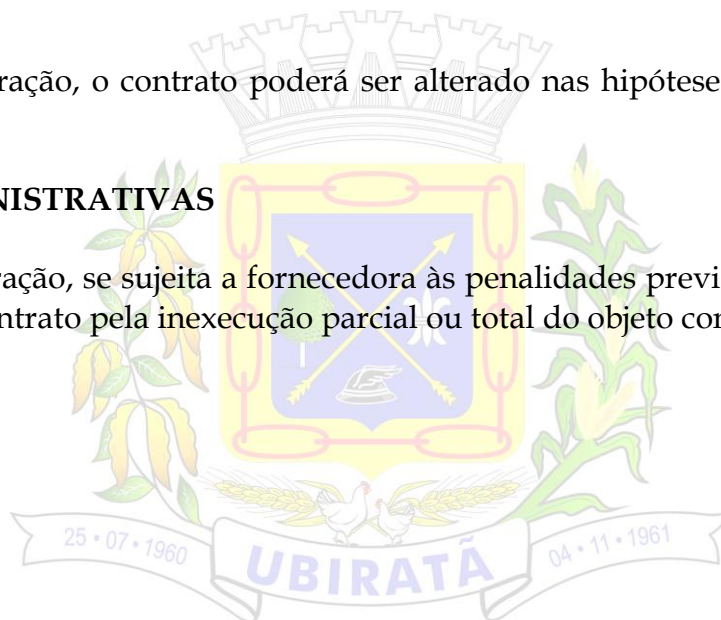 ração, o contrato poderá ser alterado nas hipótese
NISTRATIVAS
ração, se sujeita a fornecedora às penalidades previ
ntrato pela inexecução parcial ou total do objeto con
25 • 07 • 1960
UBIRATÃ
04 • 11 • 1961